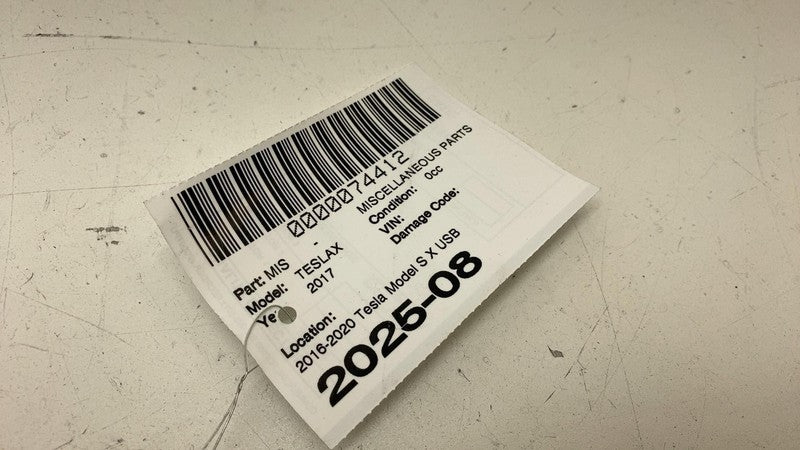 0000074412
Part: MIS - MISCELLANEOUS PARTS
Model: TESLAX Condition: 0cc
Ye 2017 VIN:
Damage Code:
Location:
2016-2020 Tesla Model S X USB
2025-08